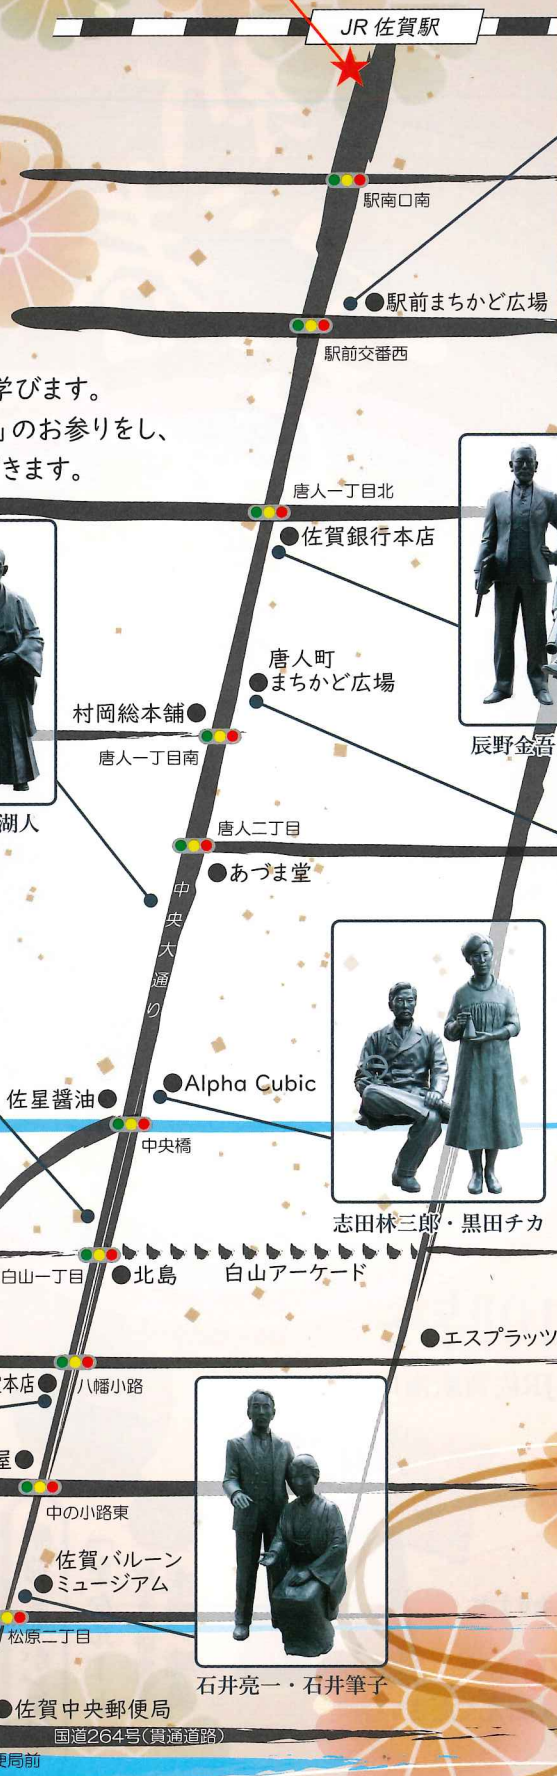 JR 佐賀駅
駅南口南
駅前まちかど広場
駅前交番西
学びます。
」のお参りをし、
きます。
唐人一丁目北
佐賀銀行本店
辰野金吾
唐人町
まちかど広場
村岡総本舗
唐人一丁目南
湖人
唐人二丁目
あづま堂
中央大通り
Alpha Cubic
佐星醤油
中央橋
志田林三郎・黒田チカ
白山一丁目
北島
白山アーケード
エスプラッツ
本店
八幡小路
屋
中の小路東
佐賀バルーン
ミュージアム
松原二丁目
石井亮一・石井筆子
佐賀中央郵便局
国道264号(貫通道路)
便局前